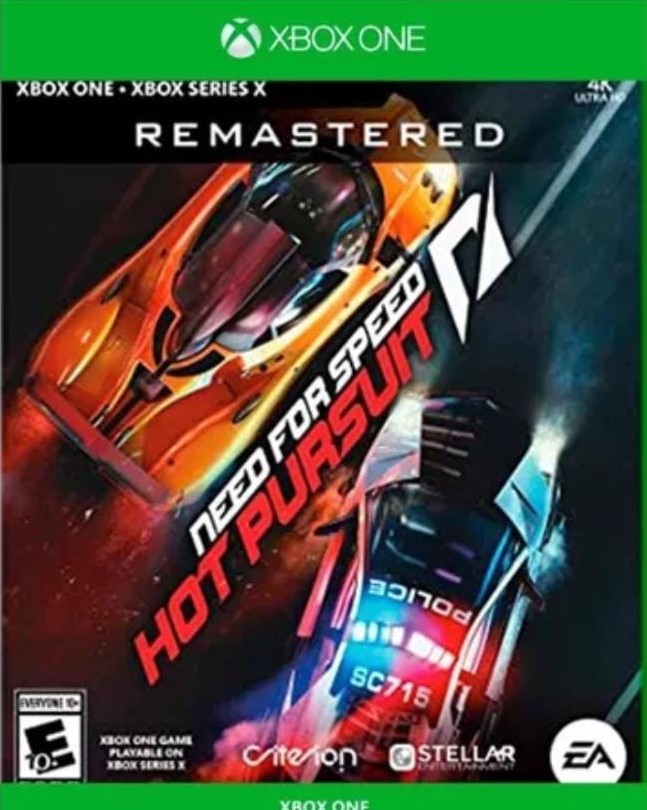 XBOX ONE
XBOX ONE • XBOX SERIES X
4K
ULTRA HD
REMASTERED
NEED FOR SPEED
HOT PURSUIT
POLICE
SC715
EVERYONE 10+
E
10+
XBOX ONE GAME
PLAYABLE ON
XBOX SERIES X
Criterion
STELLAR
ENTERTAINMENT
EA
XBOX ONE